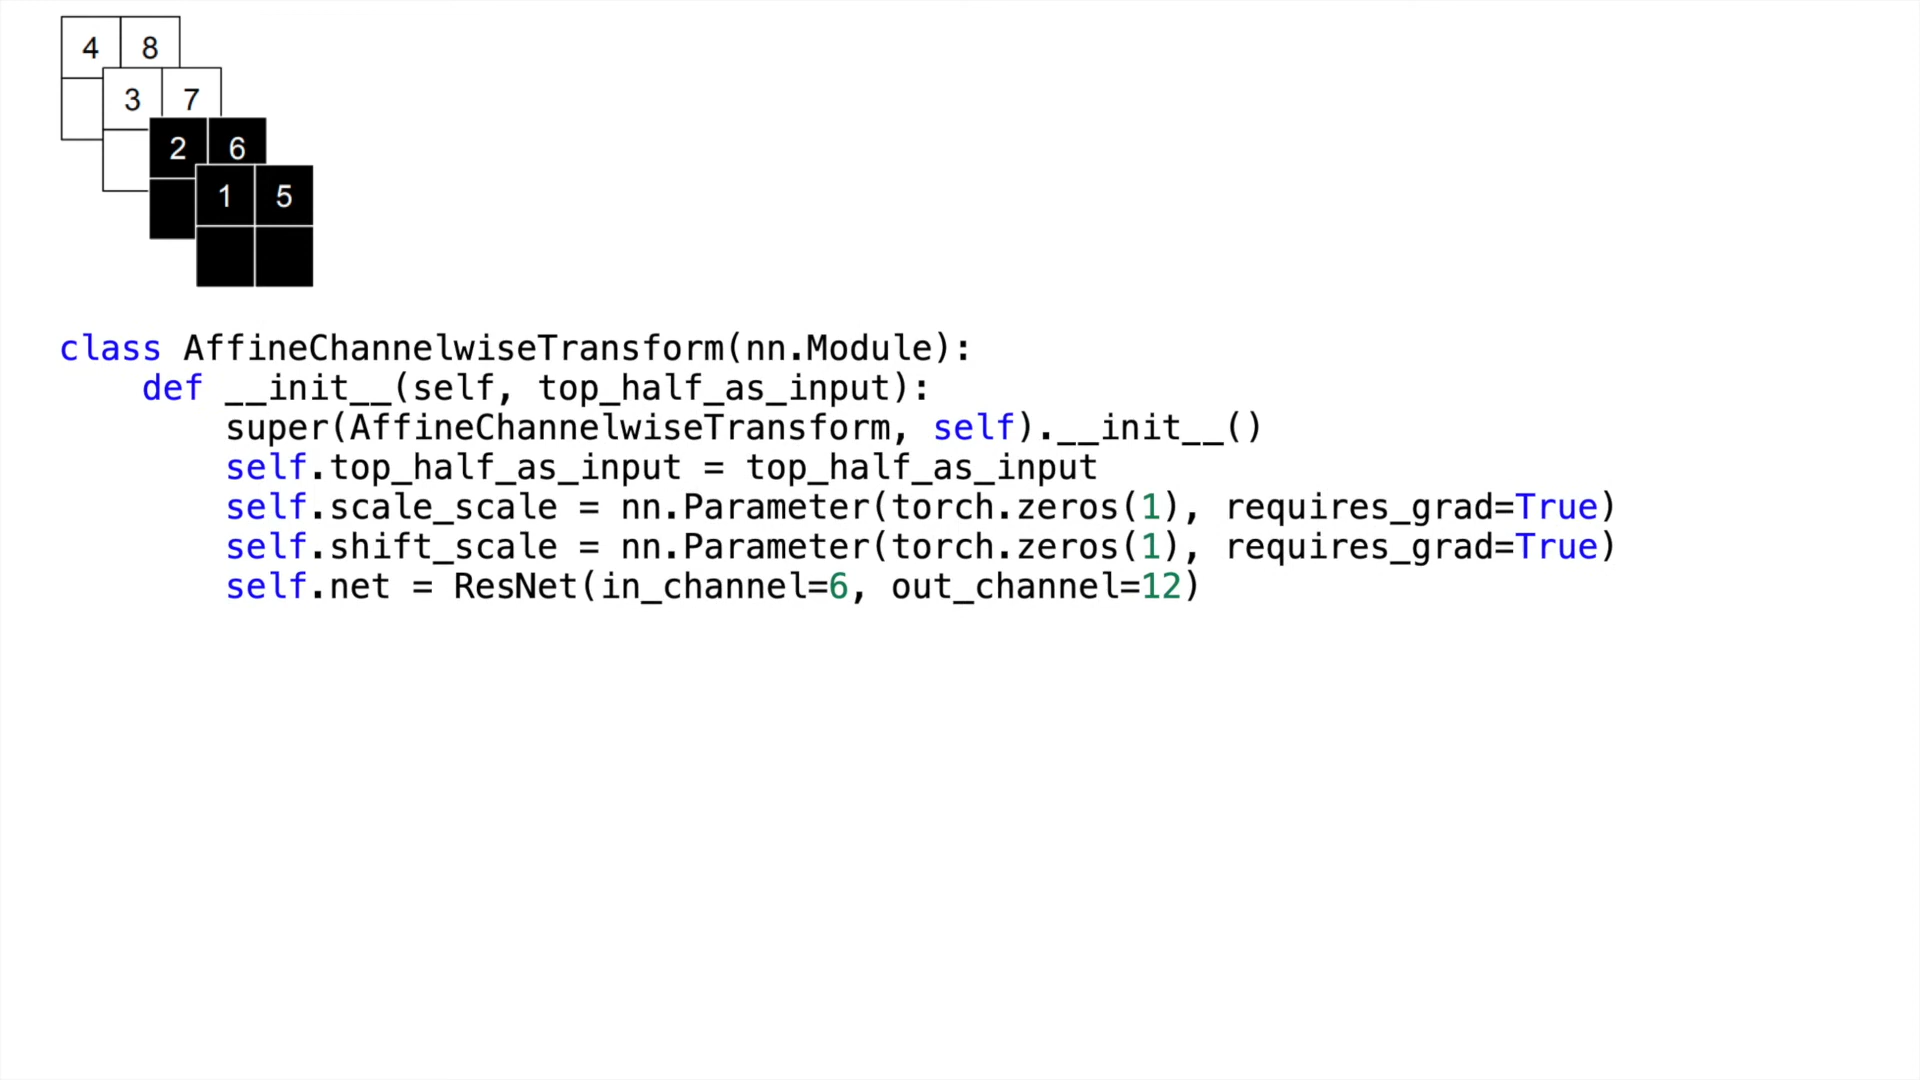 4 8
3 7
2 6
1 5
class AffineChannelwiseTransform(nn.Module):
    def __init__(self, top_half_as_input):
        super(AffineChannelwiseTransform, self).__init__()
        self.top_half_as_input = top_half_as_input
        self.scale_scale = nn.Parameter(torch.zeros(1), requires_grad=True)
        self.shift_scale = nn.Parameter(torch.zeros(1), requires_grad=True)
        self.net = ResNet(in_channel=6, out_channel=12)